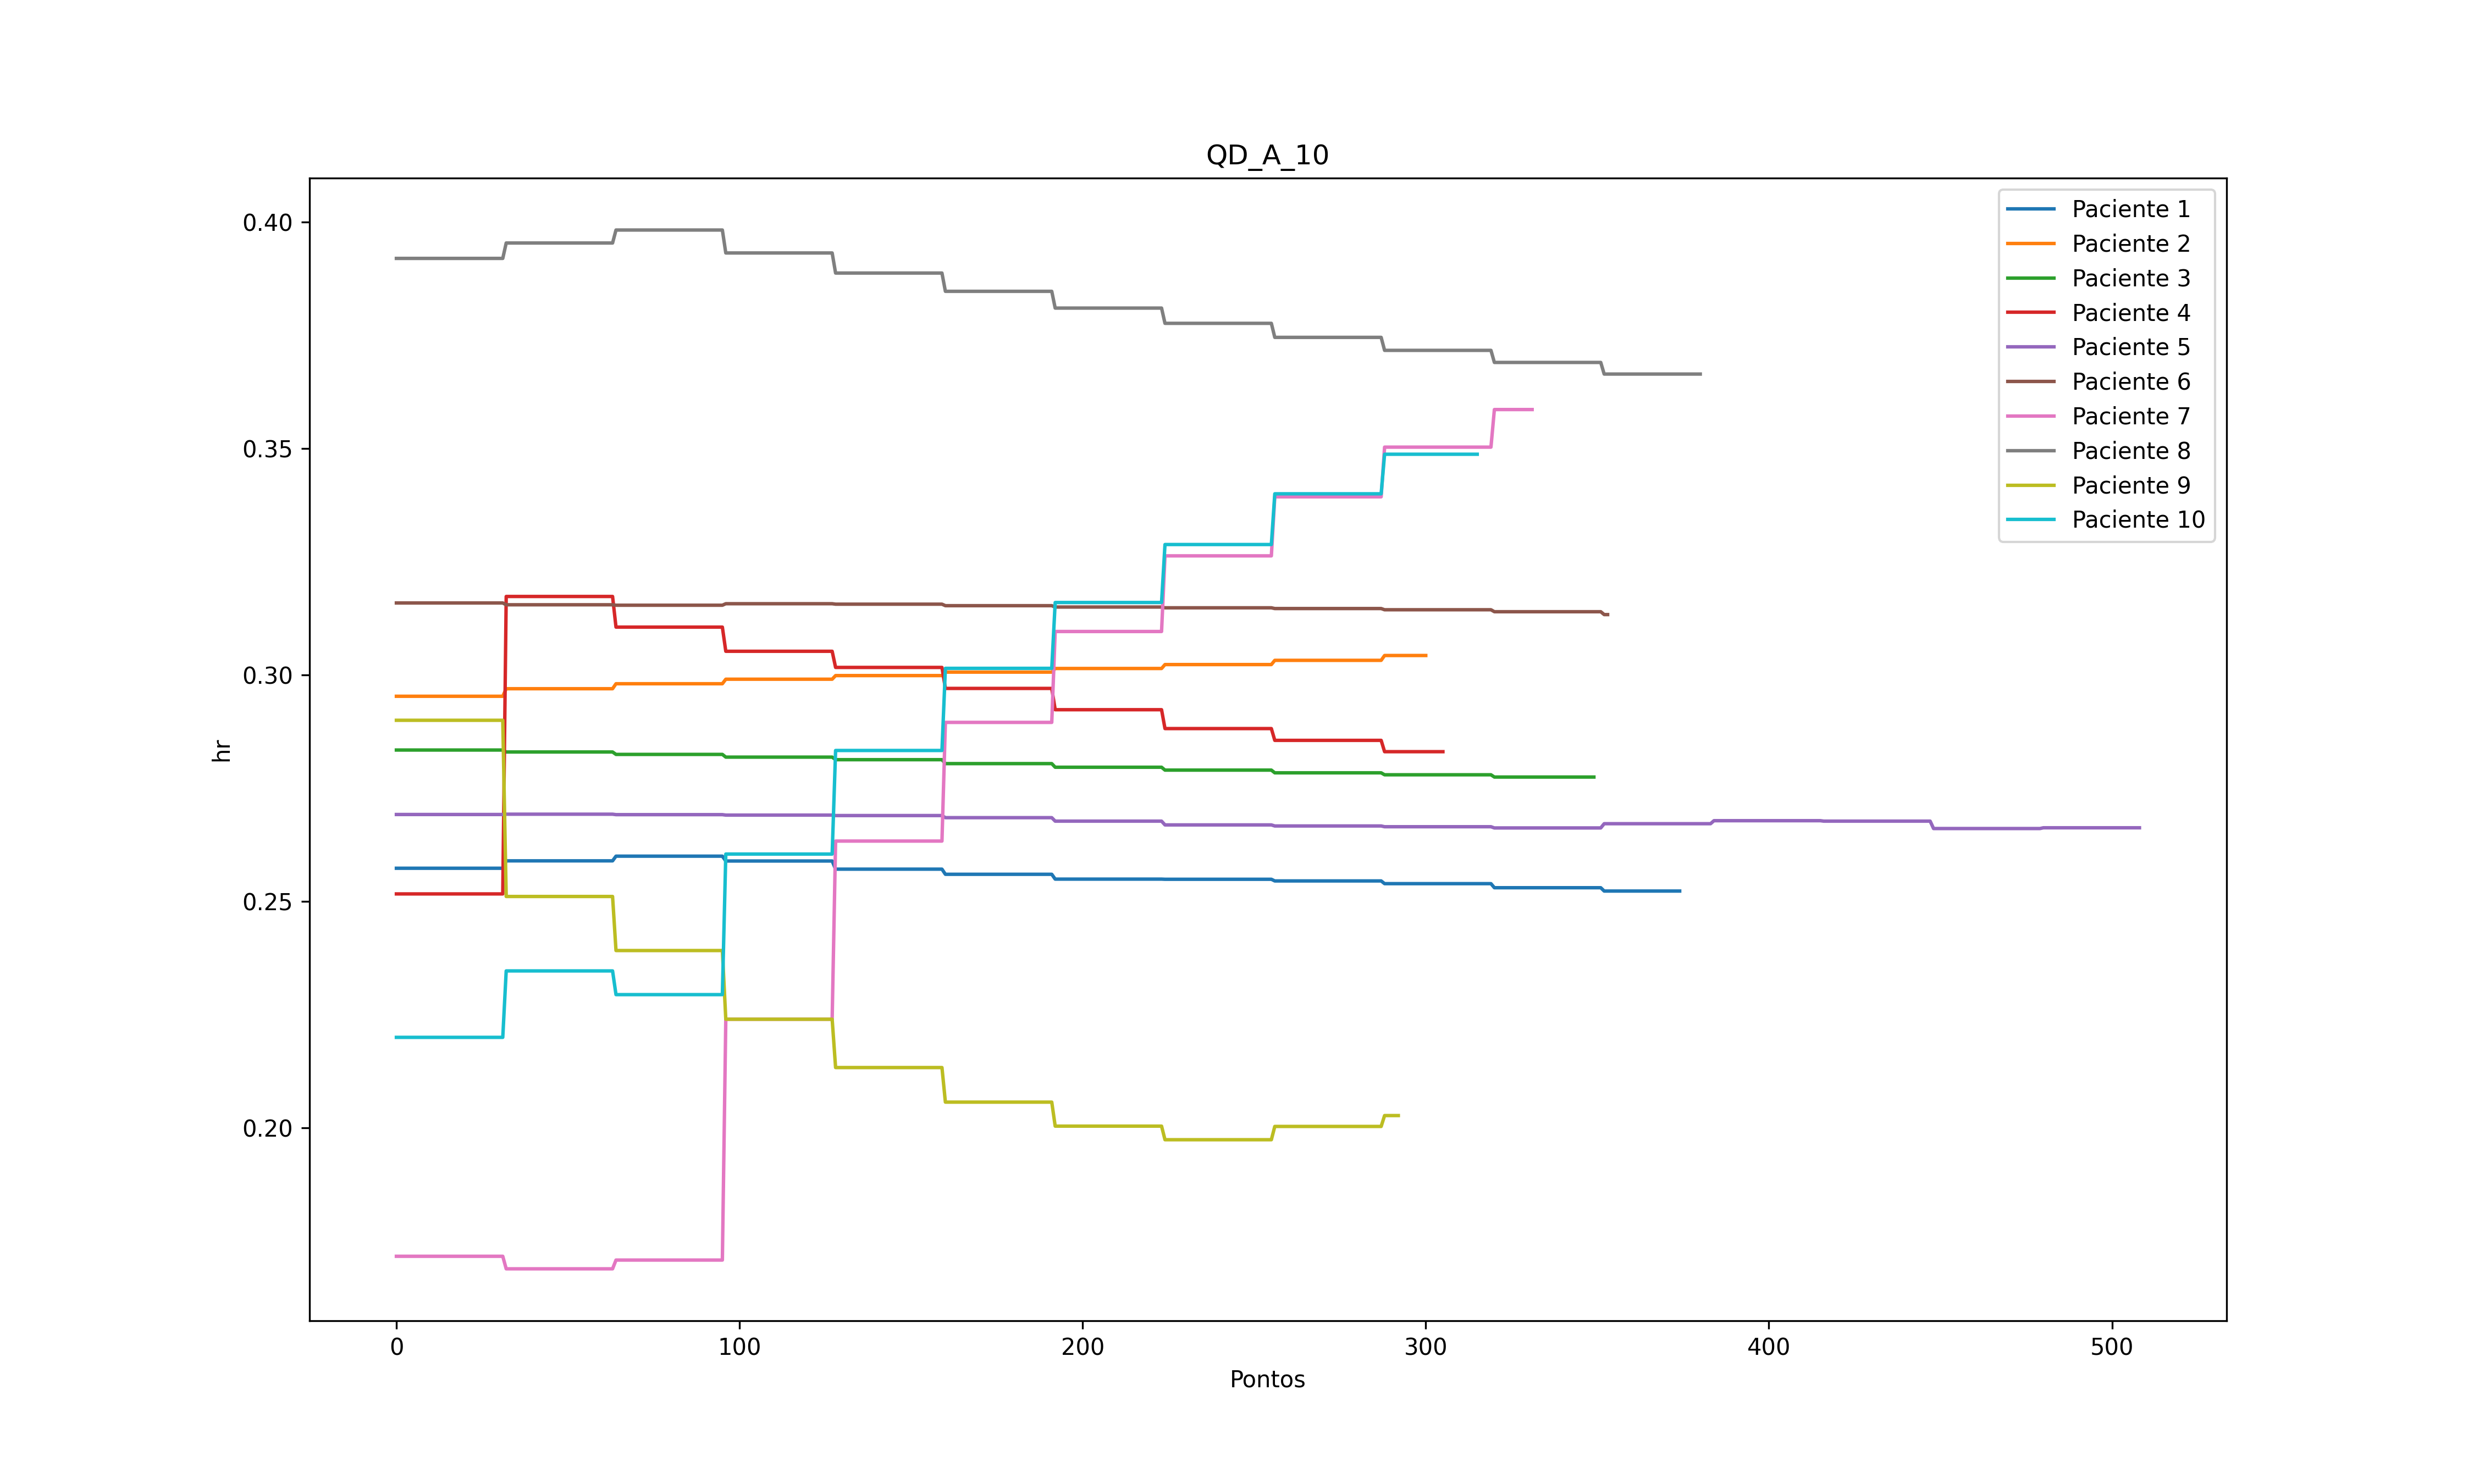 QD_A_10
0.40
0.35
0.30
0.25
0.20
hr
0 100 200 300 400 500
Pontos
Paciente 1
Paciente 2
Paciente 3
Paciente 4
Paciente 5
Paciente 6
Paciente 7
Paciente 8
Paciente 9
Paciente 10